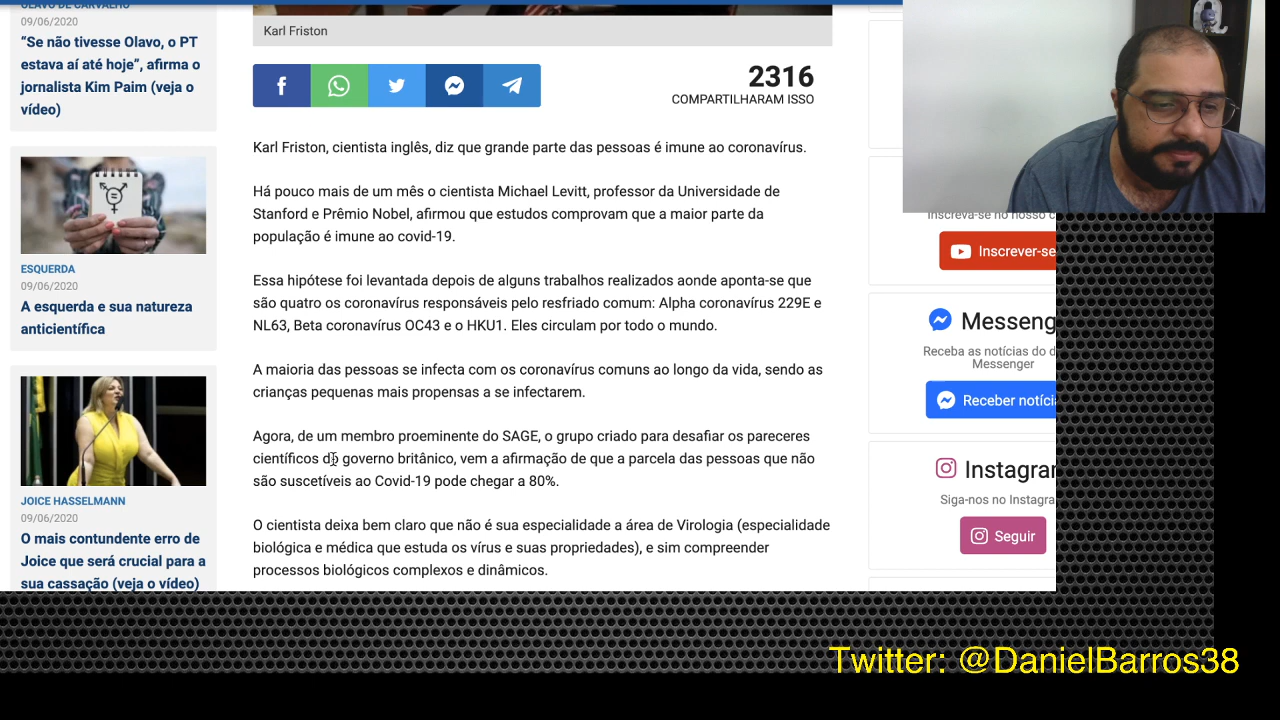 OLAVO DE CARVALHO
09/06/2020
“Se não tivesse Olavo, o PT
estava aí até hoje”, afirma o
jornalista Kim Paim (veja o
vídeo)
ESQUERDA
09/06/2020
A esquerda e sua natureza
anticientífica
JOICE HASSELMANN
09/06/2020
O mais contundente erro de
Joice que será crucial para a
sua cassação (veja o vídeo)
Karl Friston
2316
COMPARTILHARAM ISSO
Karl Friston, cientista inglês, diz que grande parte das pessoas é imune ao coronavírus.
Há pouco mais de um mês o cientista Michael Levitt, professor da Universidade de
Stanford e Prêmio Nobel, afirmou que estudos comprovam que a maior parte da
população é imune ao covid-19.
Essa hipótese foi levantada depois de alguns trabalhos realizados aonde aponta-se que
são quatro os coronavírus responsáveis pelo resfriado comum: Alpha coronavírus 229E e
NL63, Beta coronavírus OC43 e o HKU1. Eles circulam por todo o mundo.
A maioria das pessoas se infecta com os coronavírus comuns ao longo da vida, sendo as
crianças pequenas mais propensas a se infectarem.
Agora, de um membro proeminente do SAGE, o grupo criado para desafiar os pareceres
científicos do governo britânico, vem a afirmação de que a parcela das pessoas que não
são suscetíveis ao Covid-19 pode chegar a 80%.
O cientista deixa bem claro que não é sua especialidade a área de Virologia (especialidade
biológica e médica que estuda os vírus e suas propriedades), e sim compreender
processos biológicos complexos e dinâmicos.
Inscreva-se no nosso c
Inscrever-se
Messeng
Receba as notícias do d
Messenger
Receber notícia
Instagram
Siga-nos no Instagra
Seguir
Twitter: @DanielBarros38